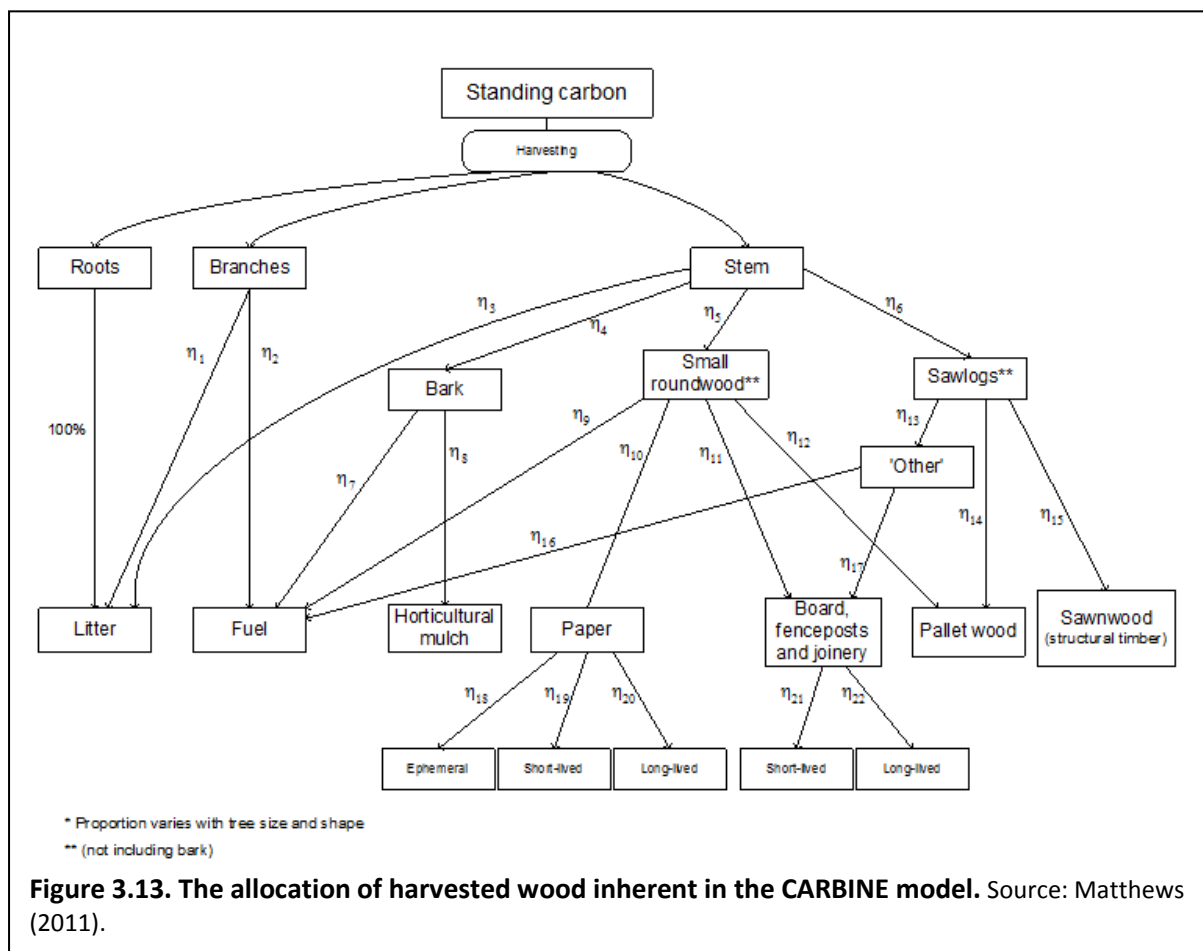 Standing carbon
Harvesting
Roots
Branches
Stem
η3
η6
η4
η5
η1
η2
Small
roundwood**
Sawlogs**
Bark
100%
η9
η13
η12
η10
η11
η8
'Other'
η7
η14
η15
η16
η17
Litter
Fuel
Horticultural
mulch
Paper
Board,
fenceposts
and joinery
Pallet wood
Sawnwood
(structural timber)
η18
η19
η20
η21
η22
Ephemeral
Short-lived
Long-lived
Short-lived
Long-lived
* Proportion varies with tree size and shape
** (not including bark)
Figure 3.13. The allocation of harvested wood inherent in the CARBINE model. Source: Matthews
(2011).